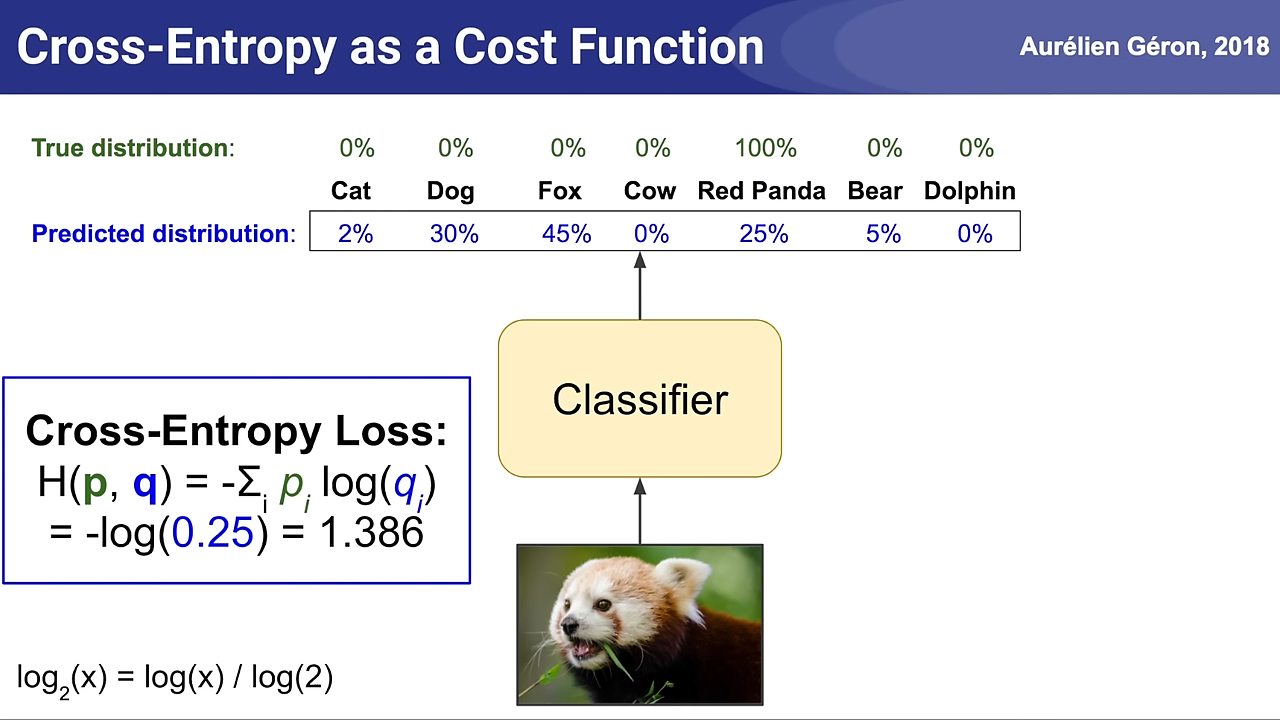 Cross-Entropy as a Cost Function
Aurélien Géron, 2018
True distribution: 0% 0% 0% 0% 100% 0% 0%
Cat Dog Fox Cow Red Panda Bear Dolphin
Predicted distribution: 2% 30% 45% 0% 25% 5% 0%
Classifier
Cross-Entropy Loss:
H(p, q) = -Σᵢ pᵢ log(qᵢ)
= -log(0.25) = 1.386
log₂(x) = log(x) / log(2)